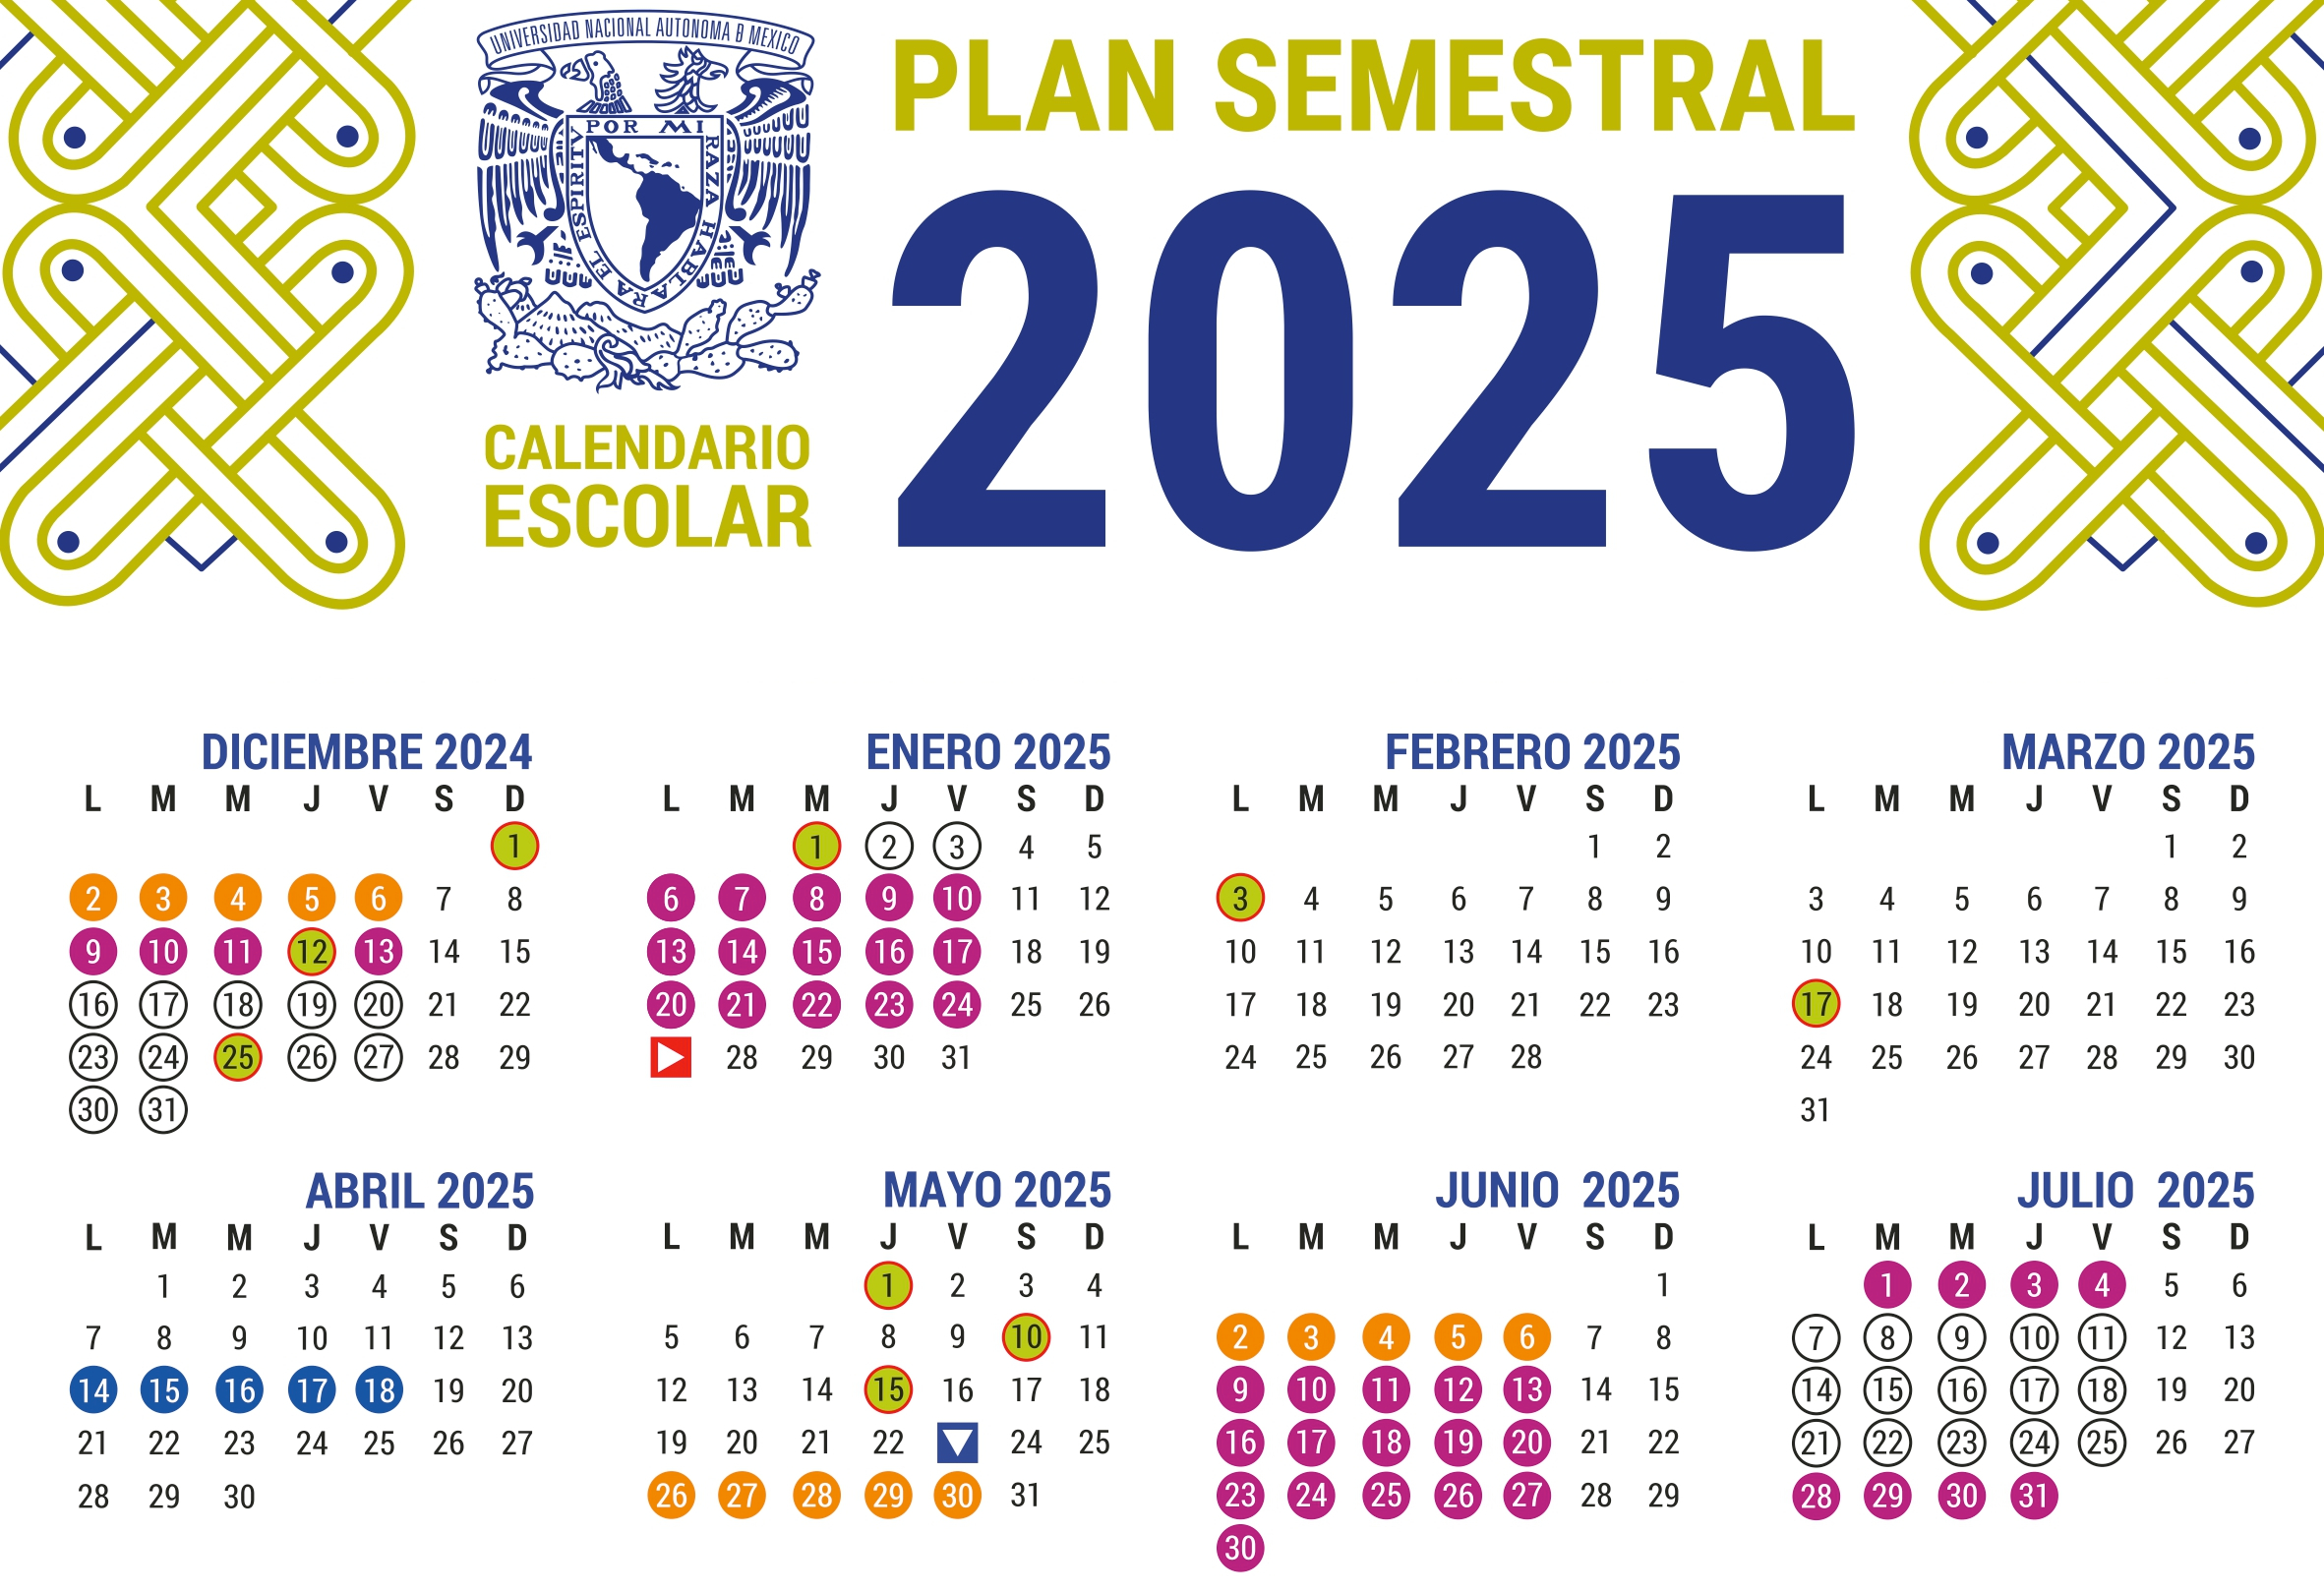 UNIVERSIDAD NACIONAL AUTONOMA D MEXICO
POR MI RAZA HABLARA EL ESPIRITV
CALENDARIO
ESCOLAR
PLAN SEMESTRAL
2025
DICIEMBRE 2024
L M M J V S D
1
2 3 4 5 6 7 8
9 10 11 12 13 14 15
16 17 18 19 20 21 22
23 24 25 26 27 28 29
30 31
ENERO 2025
L M M J V S D
1 2 3 4 5
6 7 8 9 10 11 12
13 14 15 16 17 18 19
20 21 22 23 24 25 26
28 29 30 31
FEBRERO 2025
L M M J V S D
1 2
3 4 5 6 7 8 9
10 11 12 13 14 15 16
17 18 19 20 21 22 23
24 25 26 27 28
MARZO 2025
L M M J V S D
1 2
3 4 5 6 7 8 9
10 11 12 13 14 15 16
17 18 19 20 21 22 23
24 25 26 27 28 29 30
31
ABRIL 2025
L M M J V S D
1 2 3 4 5 6
7 8 9 10 11 12 13
14 15 16 17 18 19 20
21 22 23 24 25 26 27
28 29 30
MAYO 2025
L M M J V S D
1 2 3 4
5 6 7 8 9 10 11
12 13 14 15 16 17 18
19 20 21 22 24 25
26 27 28 29 30 31
JUNIO 2025
L M M J V S D
1
2 3 4 5 6 7 8
9 10 11 12 13 14 15
16 17 18 19 20 21 22
23 24 25 26 27 28 29
30
JULIO 2025
L M M J V S D
1 2 3 4 5 6
7 8 9 10 11 12 13
14 15 16 17 18 19 20
21 22 23 24 25 26 27
28 29 30 31